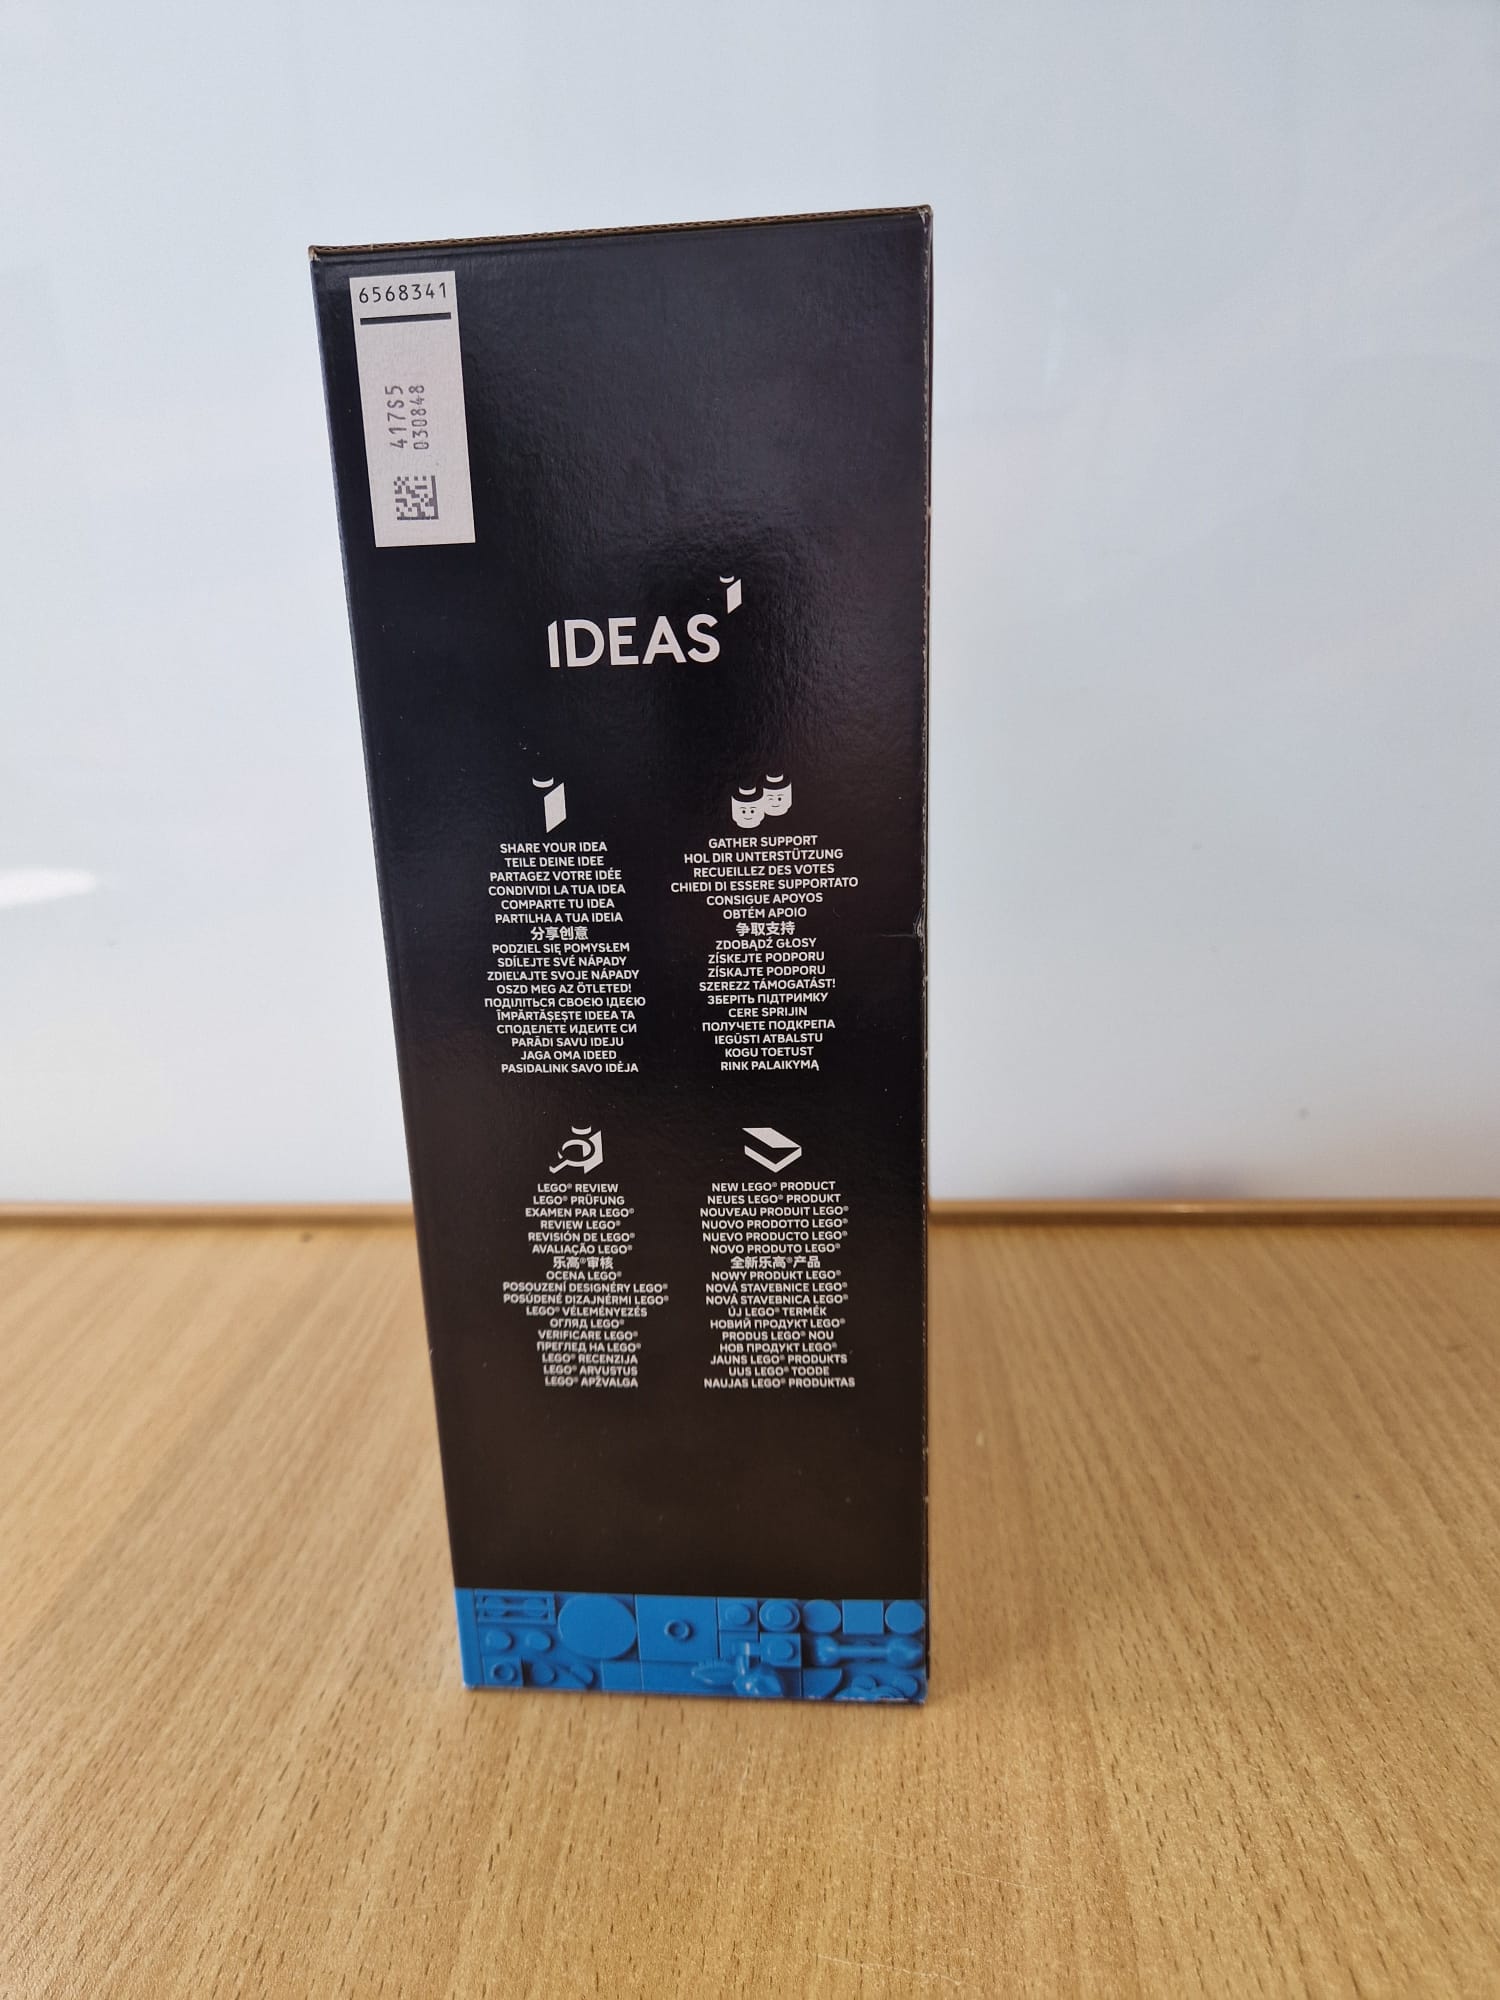 6568341
417S5
030848
IDEAS
SHARE YOUR IDEA
TEILE DEINE IDEE
PARTAGEZ VOTRE IDÉE
CONDIVIDI LA TUA IDEA
COMPARTE TU IDEA
PARTILHA A TUA IDEIA
分享创意
PODZIEL SIĘ POMYSŁEM
SDÍLEJTE SVÉ NÁPADY
ZDIEĽAJTE SVOJE NÁPADY
OSZD MEG AZ ÖTLETED!
ПОДІЛІТЬСЯ СВОЄЮ ІДЕЄЮ
ÎMPĂRTĂȘEȘTE IDEEA TA
СПОДЕЛЕТЕ ИДЕИТЕ СИ
PARĀDI SAVU IDEJU
JAGA OMA IDEED
PASIDALINK SAVO IDĖJA
GATHER SUPPORT
HOL DIR UNTERSTÜTZUNG
RECUEILLEZ DES VOTES
CHIEDI DI ESSERE SUPPORTATO
CONSIGUE APOYOS
OBTÉM APOIO
争取支持
ZDOBĄDŹ GŁOSY
ZÍSKEJTE PODPORU
ZÍSKAJTE PODPORU
SZEREZZ TÁMOGATÁST!
ЗБЕРІТЬ ПІДТРИМКУ
CERE SPRIJIN
ПОЛУЧЕТЕ ПОДКРЕПА
IEGŪSTI ATBALSTU
KOGU TOETUST
RINK PALAIKYMĄ
LEGO® REVIEW
LEGO® PRÜFUNG
EXAMEN PAR LEGO®
REVIEW LEGO®
REVISIÓN DE LEGO®
AVALIAÇÃO LEGO®
乐高®审核
OCENA LEGO®
POSOUZENÍ DESIGNÉRY LEGO®
POSÚDENÉ DIZAJNÉRMI LEGO®
LEGO® VÉLEMÉNYEZÉS
ОГЛЯД LEGO®
VERIFICARE LEGO®
ПРЕГЛЕД НА LEGO®
LEGO® RECENZIJA
LEGO® ARVUSTUS
LEGO® APŽVALGA
NEW LEGO® PRODUCT
NEUES LEGO® PRODUKT
NOUVEAU PRODUIT LEGO®
NUOVO PRODOTTO LEGO®
NUEVO PRODUCTO LEGO®
NOVO PRODUTO LEGO®
全新乐高®产品
NOWY PRODUKT LEGO®
NOVÁ STAVEBNICE LEGO®
NOVÁ STAVEBNICA LEGO®
ÚJ LEGO® TERMÉK
НОВИЙ ПРОДУКТ LEGO®
PRODUS LEGO® NOU
НОВ ПРОДУКТ LEGO®
JAUNS LEGO® PRODUKTS
UUS LEGO® TOODE
NAUJAS LEGO® PRODUKTAS